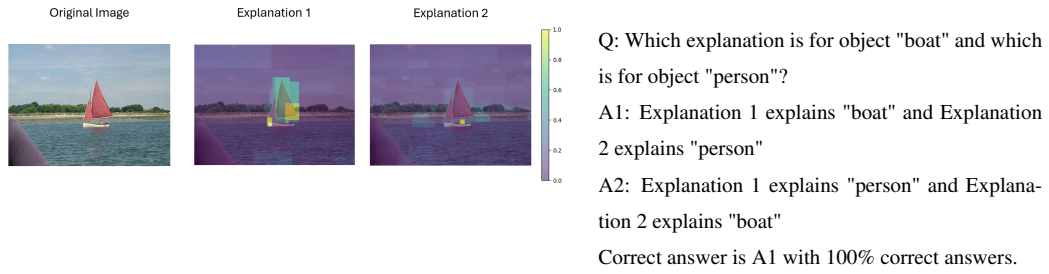 Original Image
Explanation 1
Explanation 2
1.0
0.8
0.6
0.4
0.2
0.0
Q: Which explanation is for object "boat" and which
is for object "person"?
A1: Explanation 1 explains "boat" and Explanation
2 explains "person"
A2: Explanation 1 explains "person" and Explana-
tion 2 explains "boat"
Correct answer is A1 with 100% correct answers.